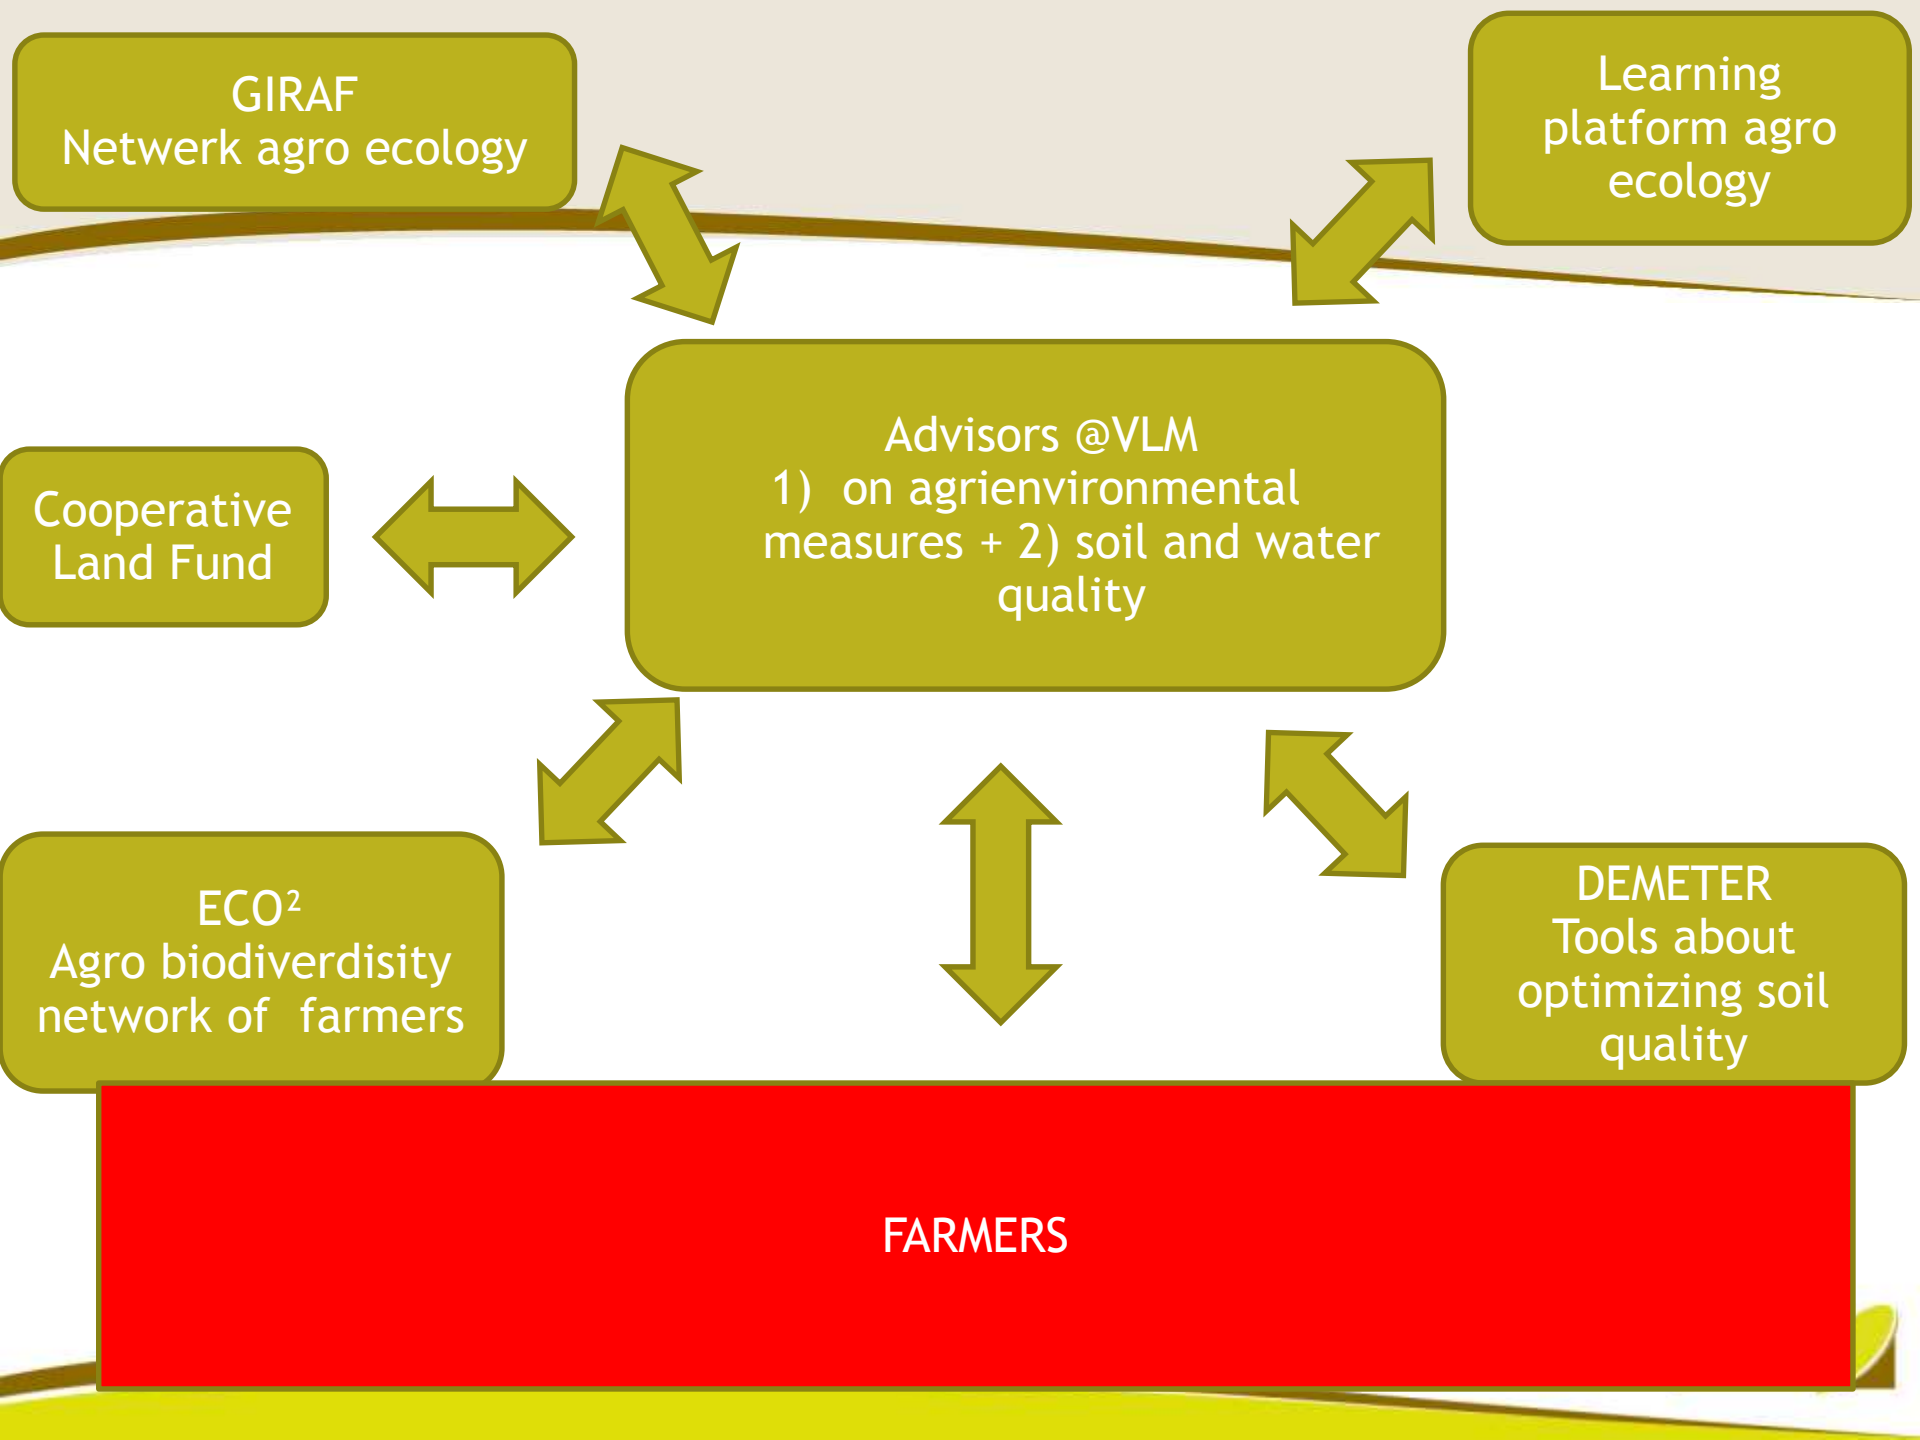 GIRAF
Netwerk agro ecology
Learning
platform agro
ecology
Advisors @VLM
1) on agrienvironmental
measures + 2) soil and water
quality
Cooperative
Land Fund
ECO²
Agro biodiverdisity
network of farmers
DEMETER
Tools about
optimizing soil
quality
FARMERS